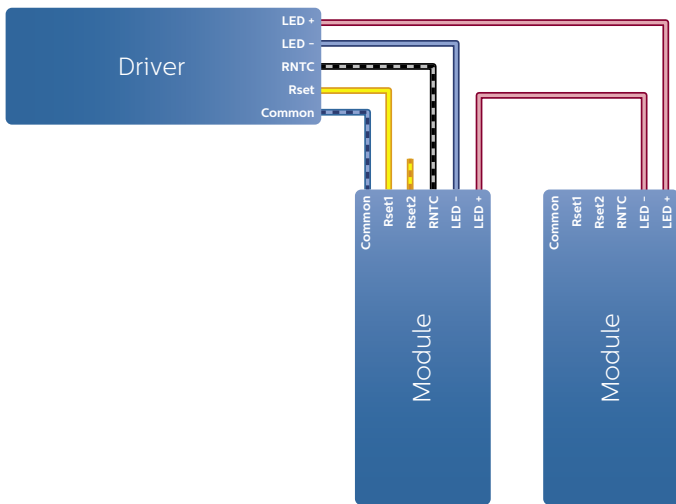 LED +
LED –
Driver
RNTC
Rset
Common
Common
Rset1
Rset2
RNTC
LED –
LED +
Common
Rset1
Rset2
RNTC
LED –
LED +
Module
Module